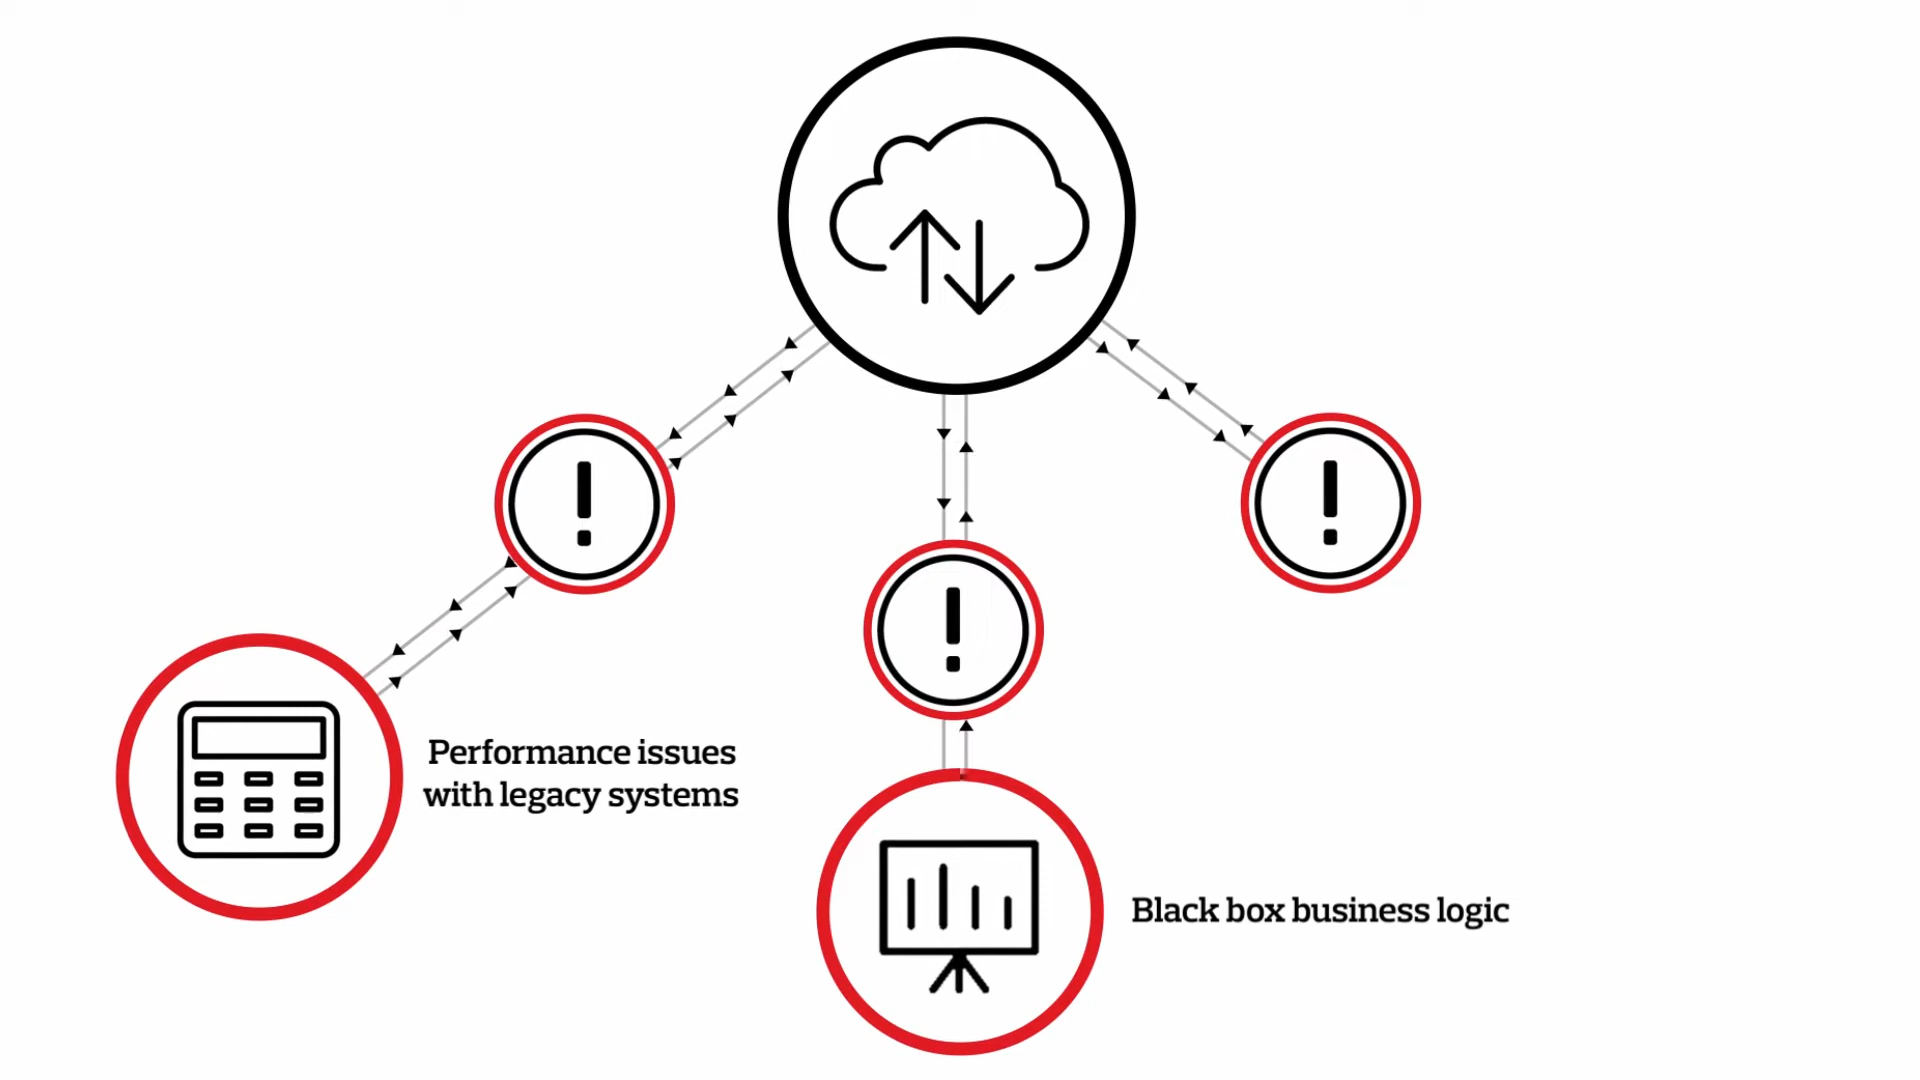 Performance issues
with legacy systems
Black box business logic